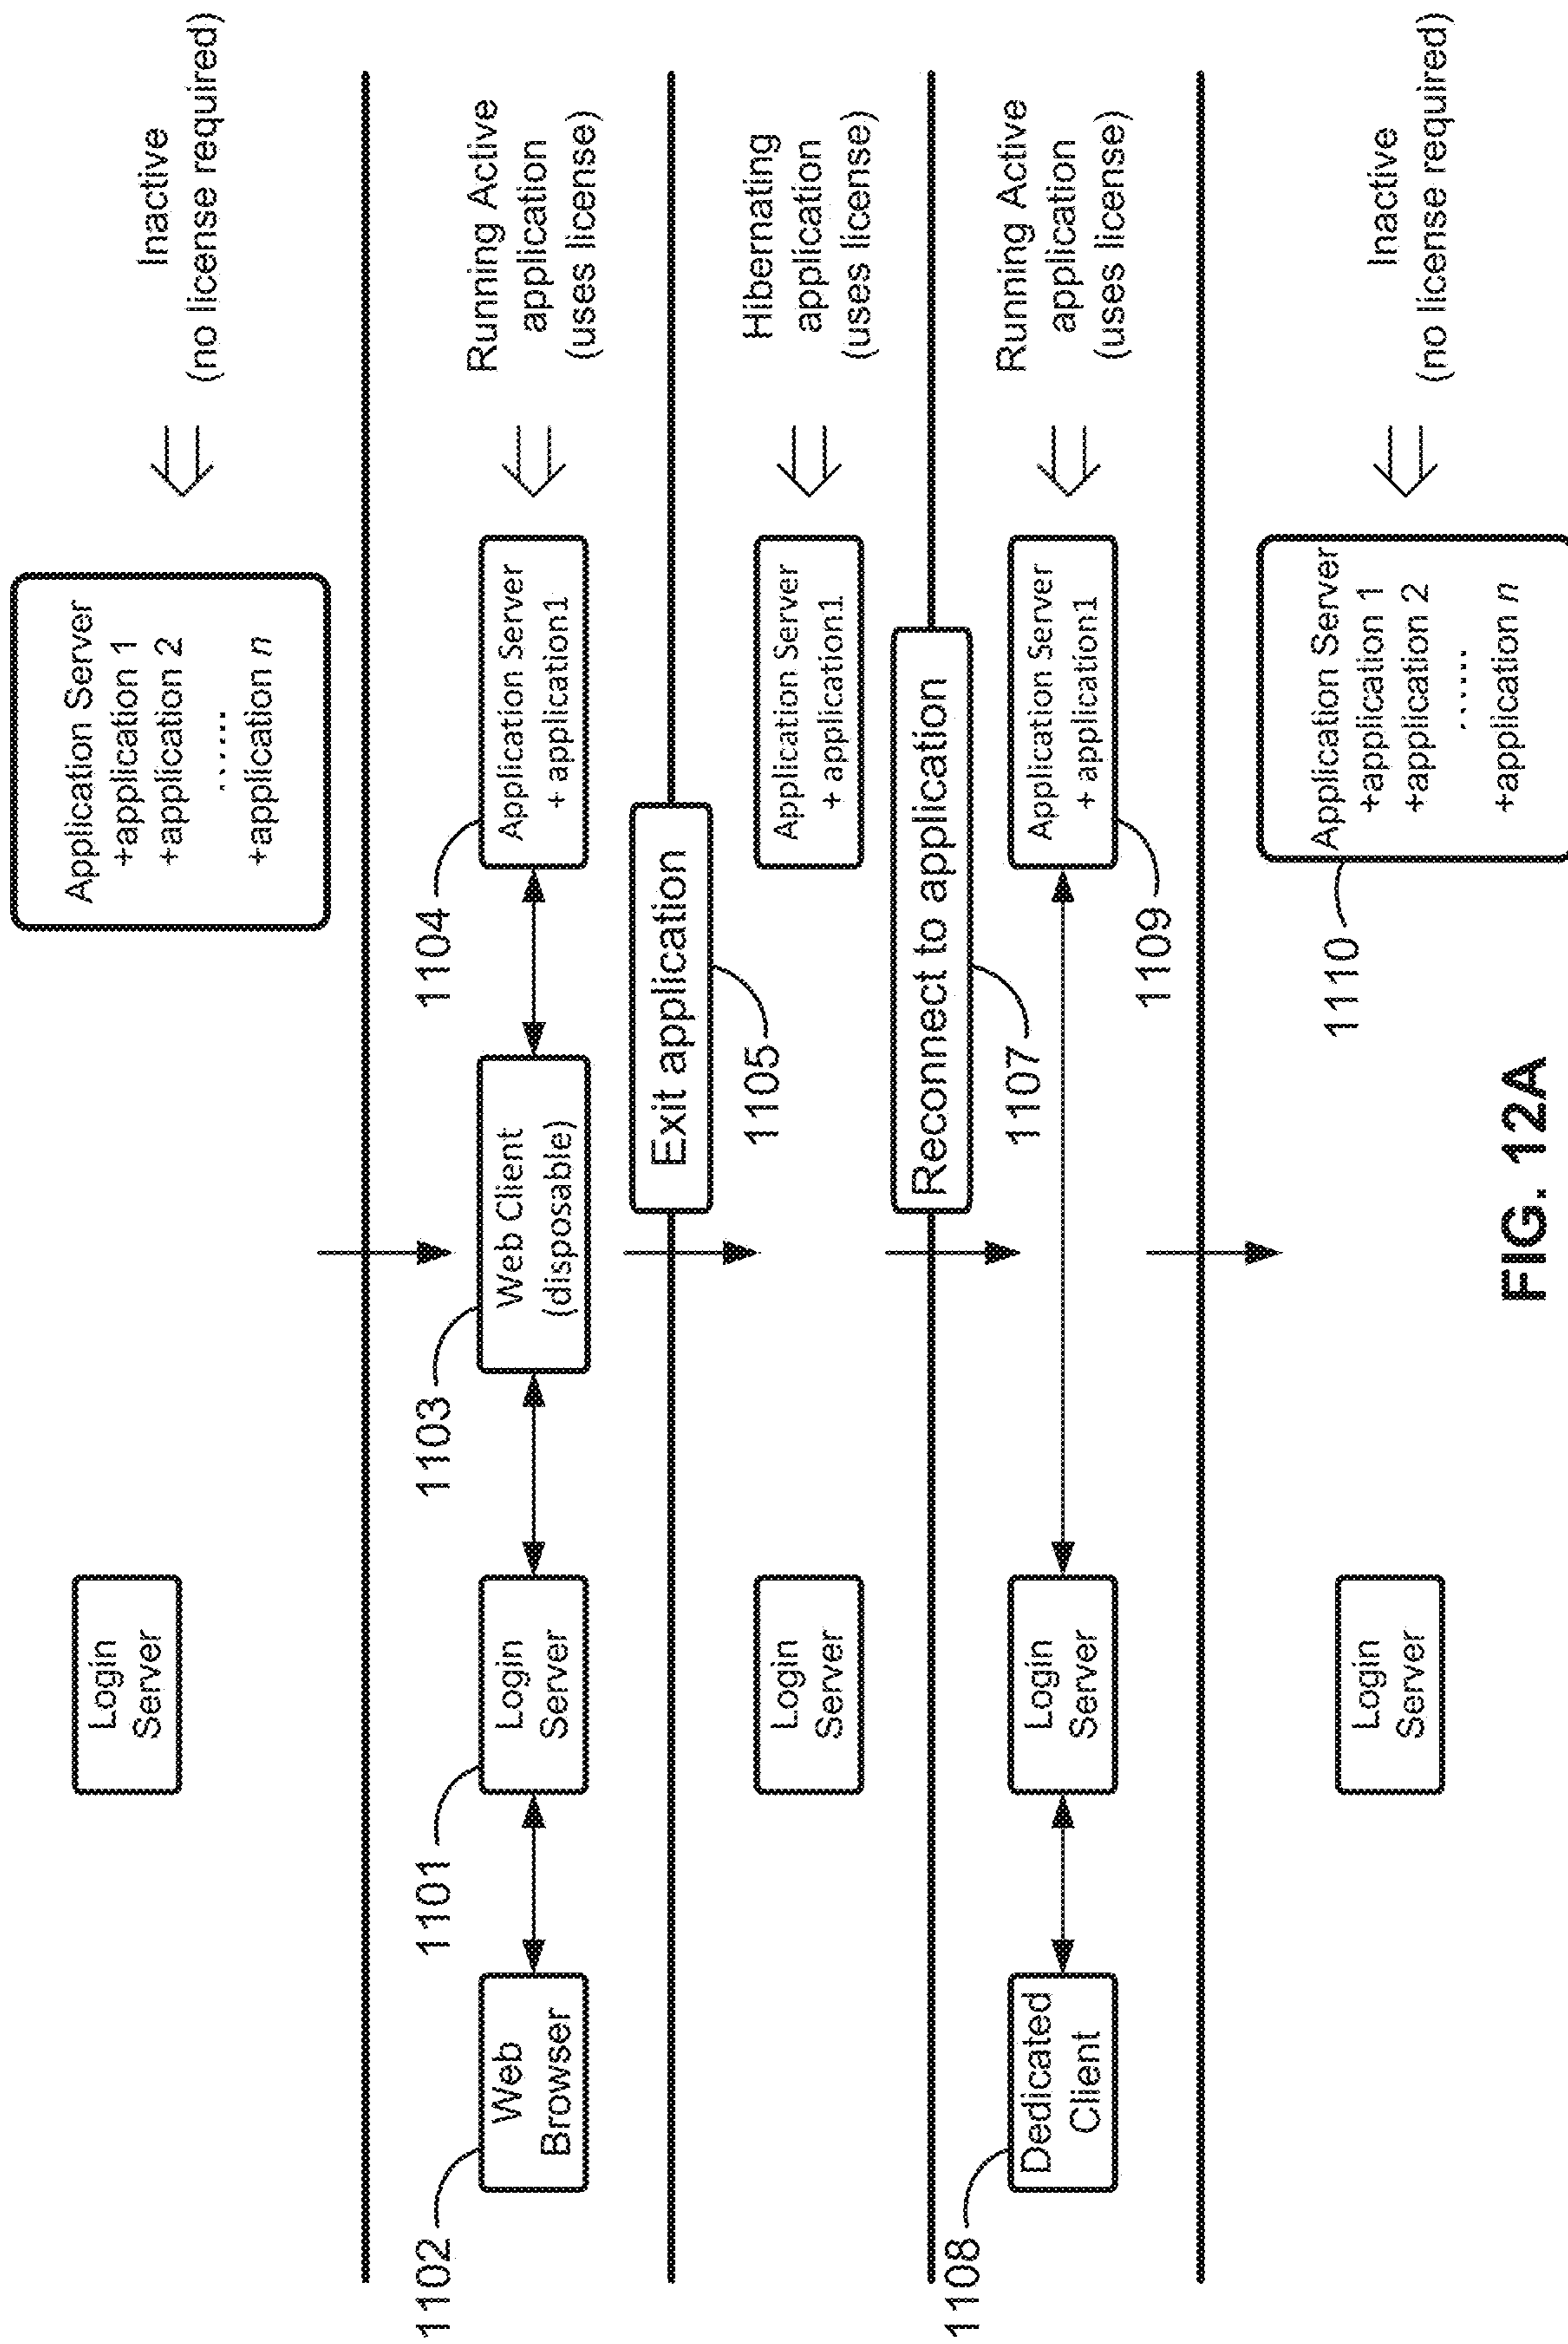 Login
Server
Application Server
+application 1
+application 2
......
+application n
Inactive
(no license required)
1102
Web
Browser
1101
Login
Server
1103
Web Client
(disposable)
1104
Application Server
+ application1
Running Active
application
(uses license)
Exit application
1105
Login
Server
Application Server
+ application1
Hibernating
application
(uses license)
Reconnect to application
1107
1108
Dedicated
Client
Login
Server
Application Server
+ application1
1109
Running Active
application
(uses license)
Login
Server
1110
Application Server
+application 1
+application 2
......
+application n
Inactive
(no license required)
FIG. 12A